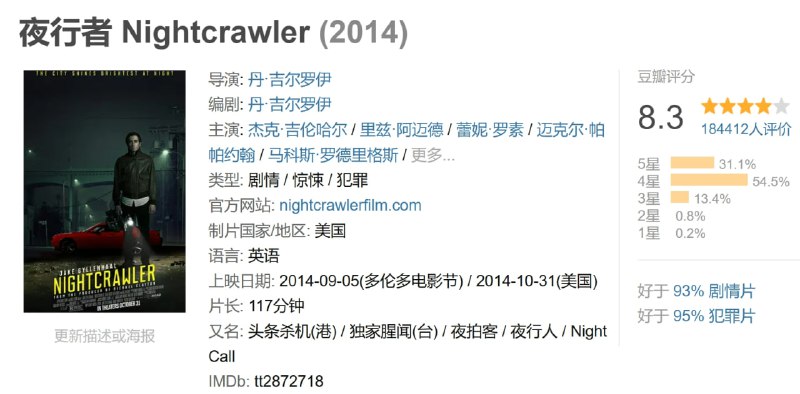 夜行者 Nightcrawler (2014)
THE CITY SHINES BRIGHTEST AT NIGHT
JAKE GYLLENHAAL
NIGHTCRAWLER
FROM THE PRODUCER OF MICHAEL CLAYTON
IN THEATERS OCTOBER 31
更新描述或海报
导演: 丹·吉尔罗伊
编剧: 丹·吉尔罗伊
主演: 杰克·吉伦哈尔 / 里兹·阿迈德 / 蕾妮·罗素 / 迈克尔·帕
帕约翰 / 马科斯·罗德里格斯 / 更多...
类型: 剧情 / 惊悚 / 犯罪
官方网站: nightcrawlerfilm.com
制片国家/地区: 美国
语言: 英语
上映日期: 2014-09-05(多伦多电影节) / 2014-10-31(美国)
片长: 117分钟
又名: 头条杀机(港) / 独家腥闻(台) / 夜拍客 / 夜行人 / Night
Call
IMDb: tt2872718
豆瓣评分
8.3
184412人评价
5星 31.1%
4星 54.5%
3星 13.4%
2星 0.8%
1星 0.2%
好于 93% 剧情片
好于 95% 犯罪片